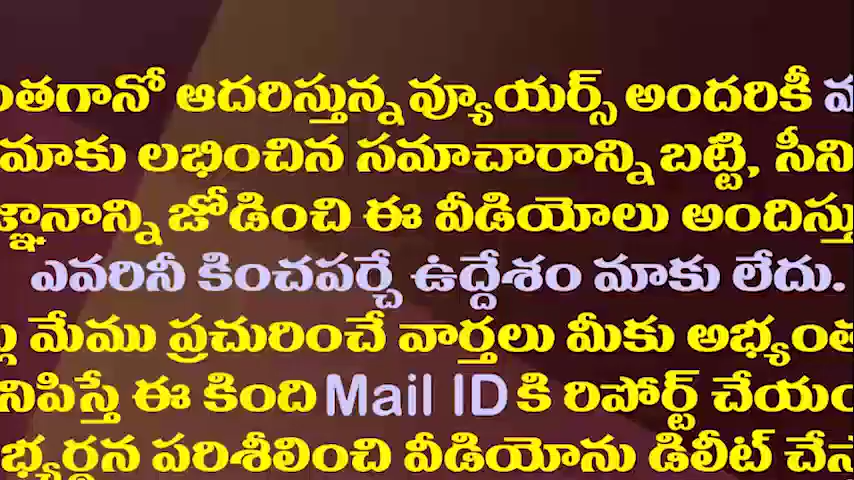 ంతగానో ఆదరిస్తున్న వ్యూయర్స్ అందరికీ
మాకు లభించిన సమాచారాన్ని బట్టి, సీని
జ్ఞానాన్ని జోడించి ఈ వీడియోలు అందిస్తు
ఎవరినీ కించపర్చే ఉద్దేశం మాకు లేదు.
మేము ప్రచురించే వార్తలు మీకు అభ్యంత
నిపిస్తే ఈ కింది Mail ID కి రిపోర్ట్ చేయం
భ్యర్థన పరిశీలించి వీడియోను డిలీట్ చేస